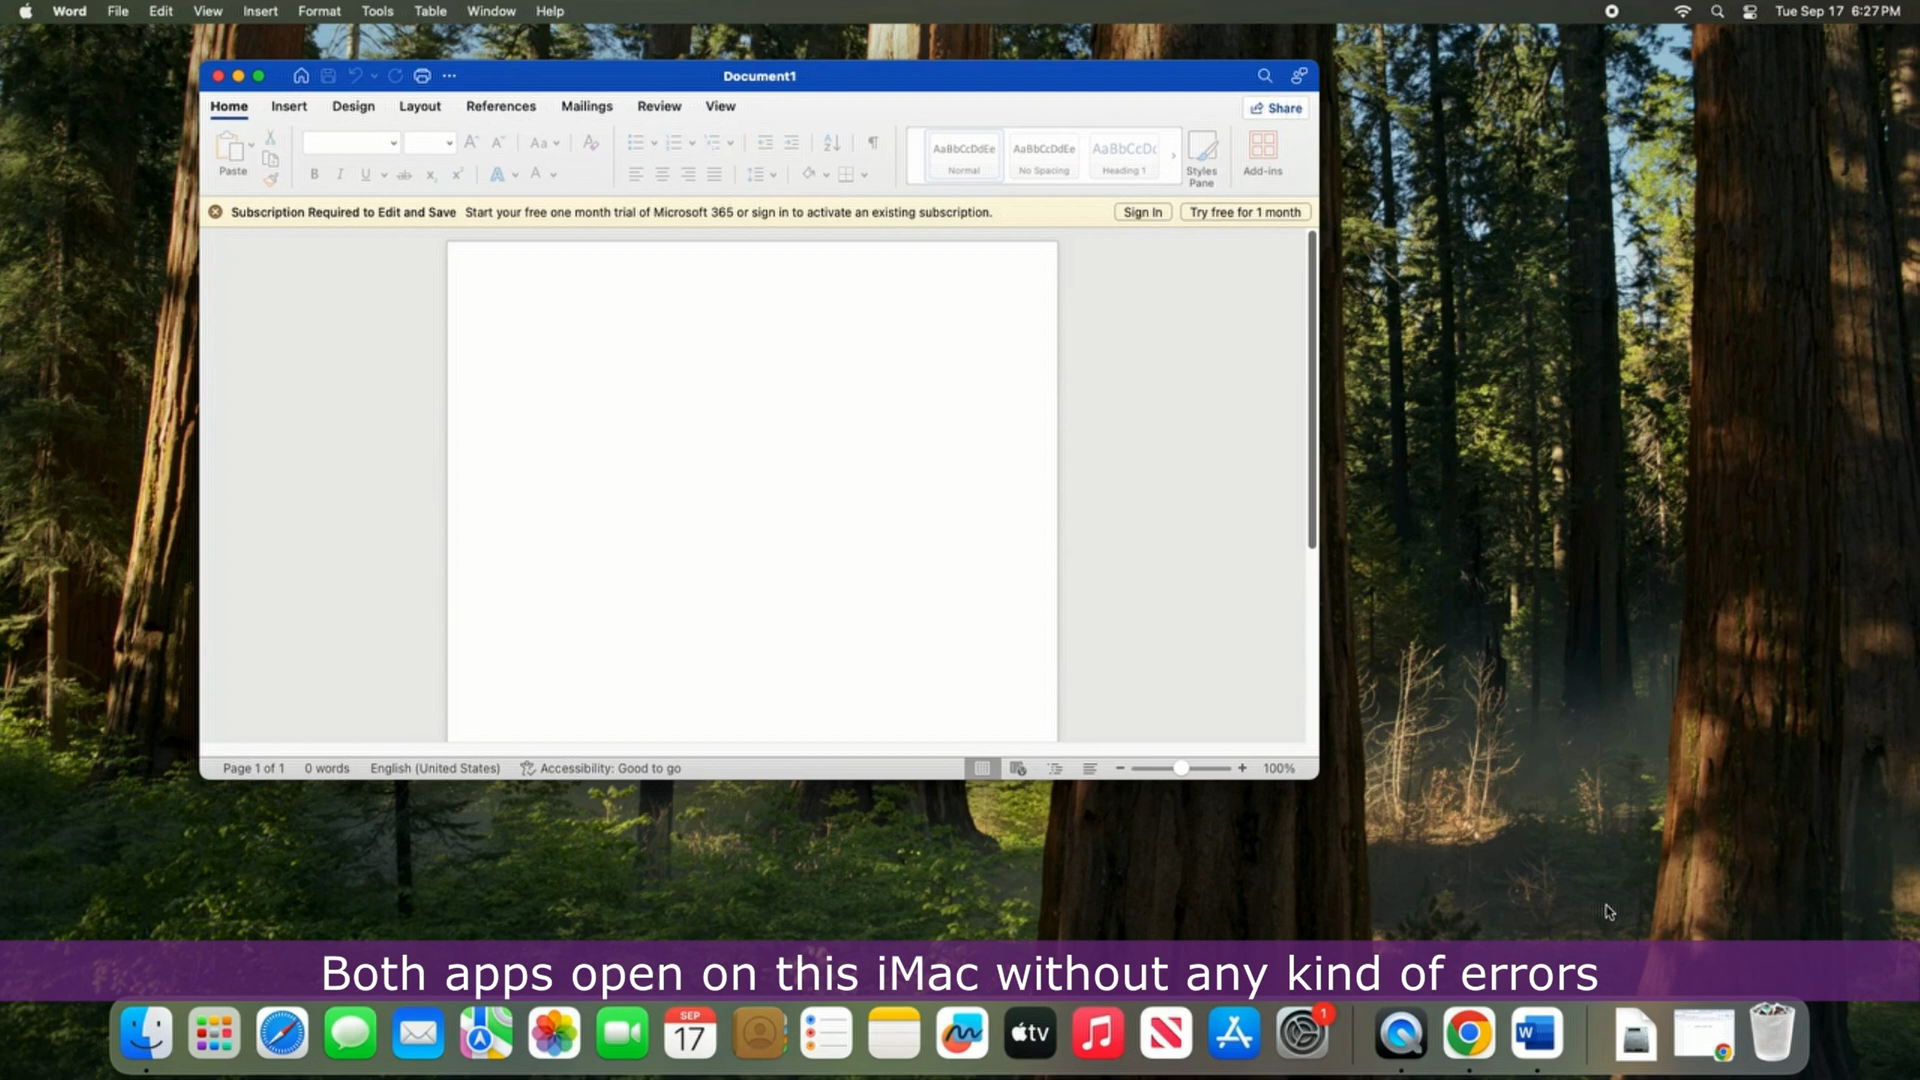 Word File Edit View Insert Format Tools Table Window Help Tue Sep 17 6:27 PM
Document1
Home Insert Design Layout References Mailings Review View Share
Paste
Aa
A
B I U ab x x A A
AaBbCcDdEe AaBbCcDdEe AaBbCcDc
Normal No Spacing Heading 1
Styles Pane
Add-ins
Subscription Required to Edit and Save Start your free one month trial of Microsoft 365 or sign in to activate an existing subscription. Sign In Try free for 1 month
Page 1 of 1 0 words English (United States) Accessibility: Good to go 100%
Both apps open on this iMac without any kind of errors
SEP
17
tv
1
W